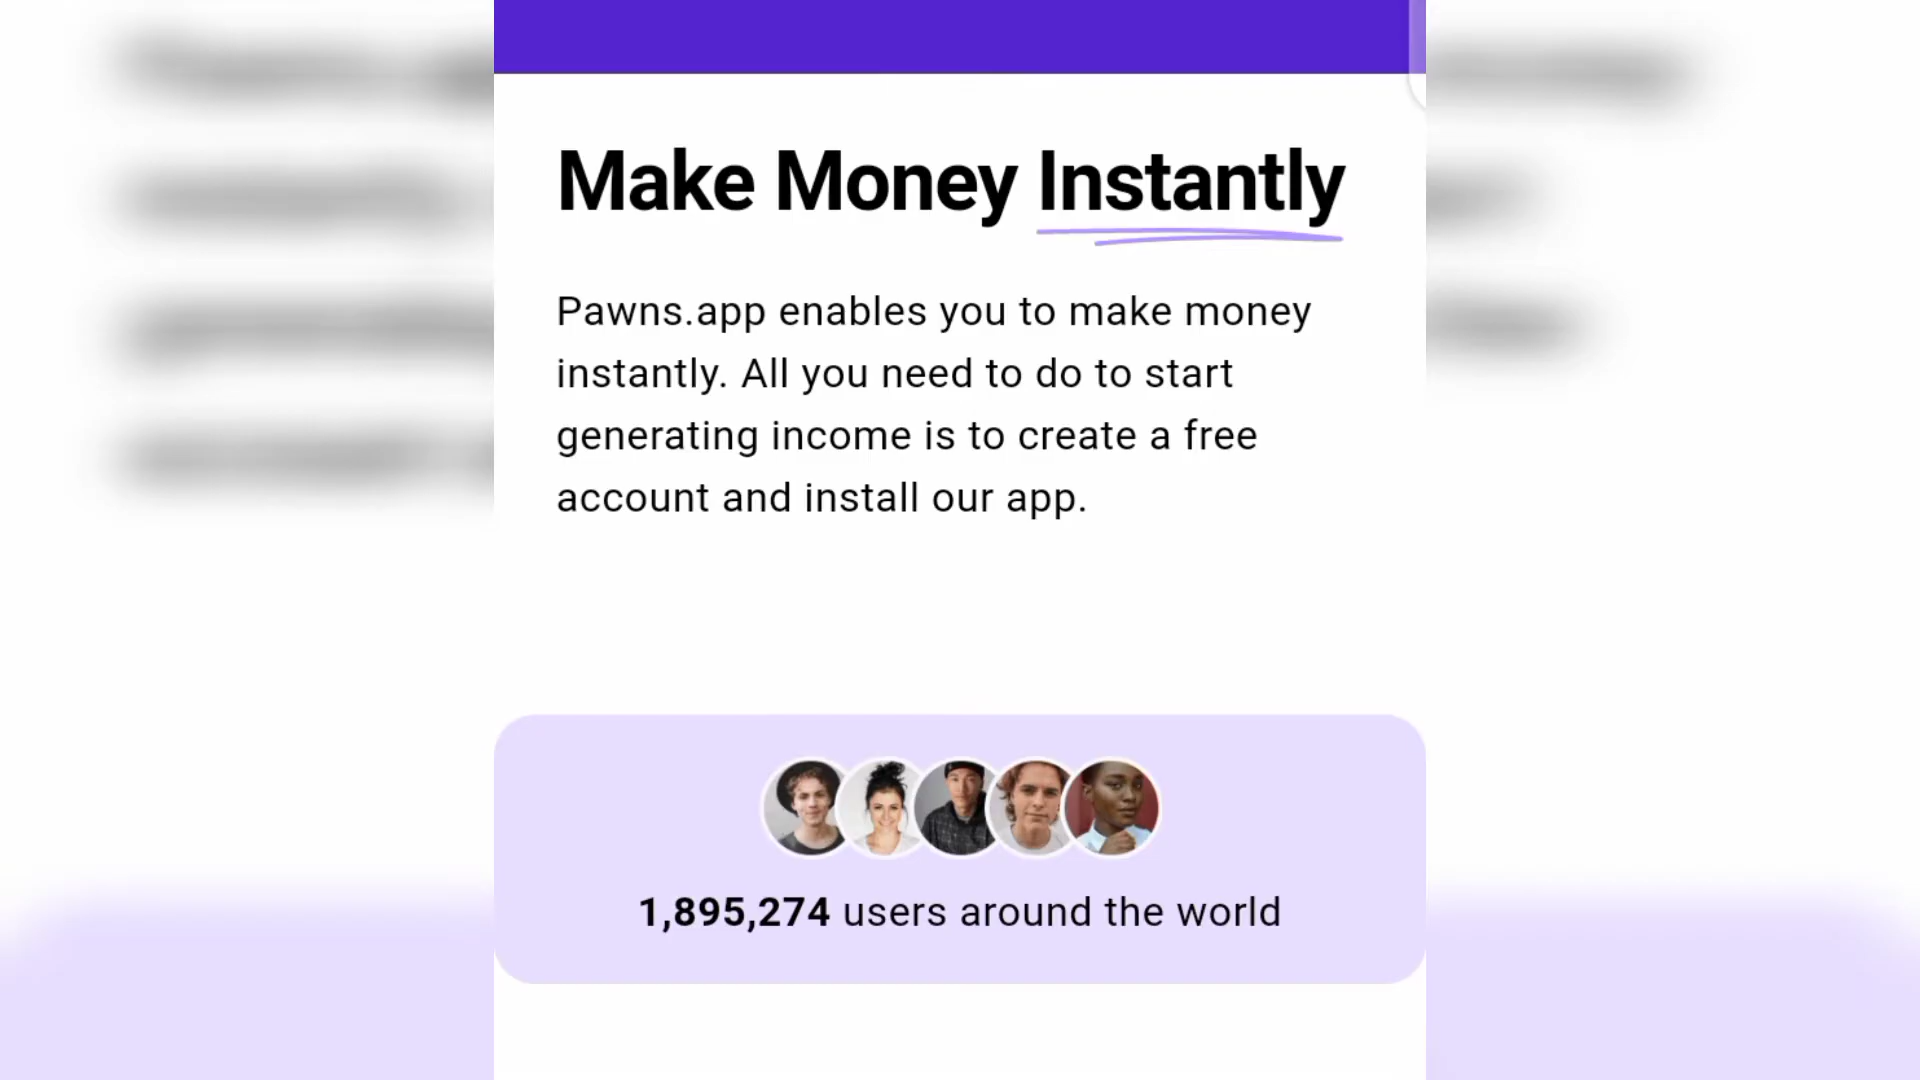 Make Money Instantly
Pawns.app enables you to make money
instantly. All you need to do to start
generating income is to create a free
account and install our app.
1,895,274 users around the world